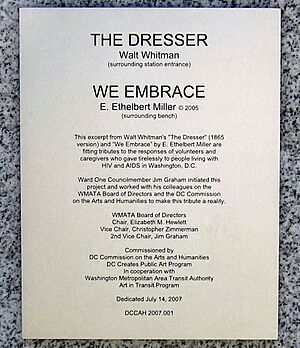 THE DRESSER
Walt Whitman
(surrounding station entrance)
WE EMBRACE
E. Ethelbert Miller © 2005
(surrounding bench)
This excerpt from Walt Whitman's "The Dresser" (1865
version) and "We Embrace" by E. Ethelbert Miller are
fitting tributes to the responses of volunteers and
caregivers who gave tirelessly to people living with
HIV and AIDS in Washington, D.C.
Ward One Councilmember Jim Graham initiated this
project and worked with his colleagues on the
WMATA Board of Directors and the DC Commission
on the Arts and Humanities to make this tribute a reality.
WMATA Board of Directors
Chair, Elizabeth M. Hewlett
Vice Chair, Christopher Zimmerman
2nd Vice Chair, Jim Graham
Commissioned by
DC Commission on the Arts and Humanities
DC Creates Public Art Program
In cooperation with
Washington Metropolitan Area Transit Authority
Art in Transit Program
Dedicated July 14, 2007
DCCAH 2007.001